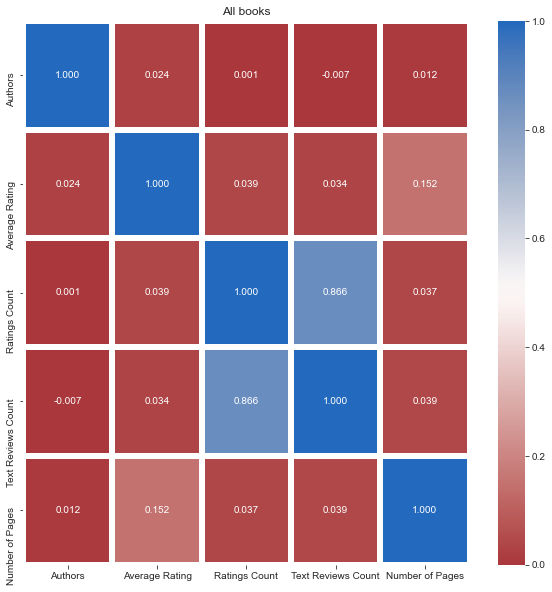 All books
1.0
Authors
1.000
0.024
0.001
-0.007
0.012
0.8
Average Rating
0.024
1.000
0.039
0.034
0.152
0.6
Ratings Count
0.001
0.039
1.000
0.866
0.037
0.4
Text Reviews Count
-0.007
0.034
0.866
1.000
0.039
0.2
Number of Pages
0.012
0.152
0.037
0.039
1.000
0.0
Authors
Average Rating
Ratings Count
Text Reviews Count
Number of Pages